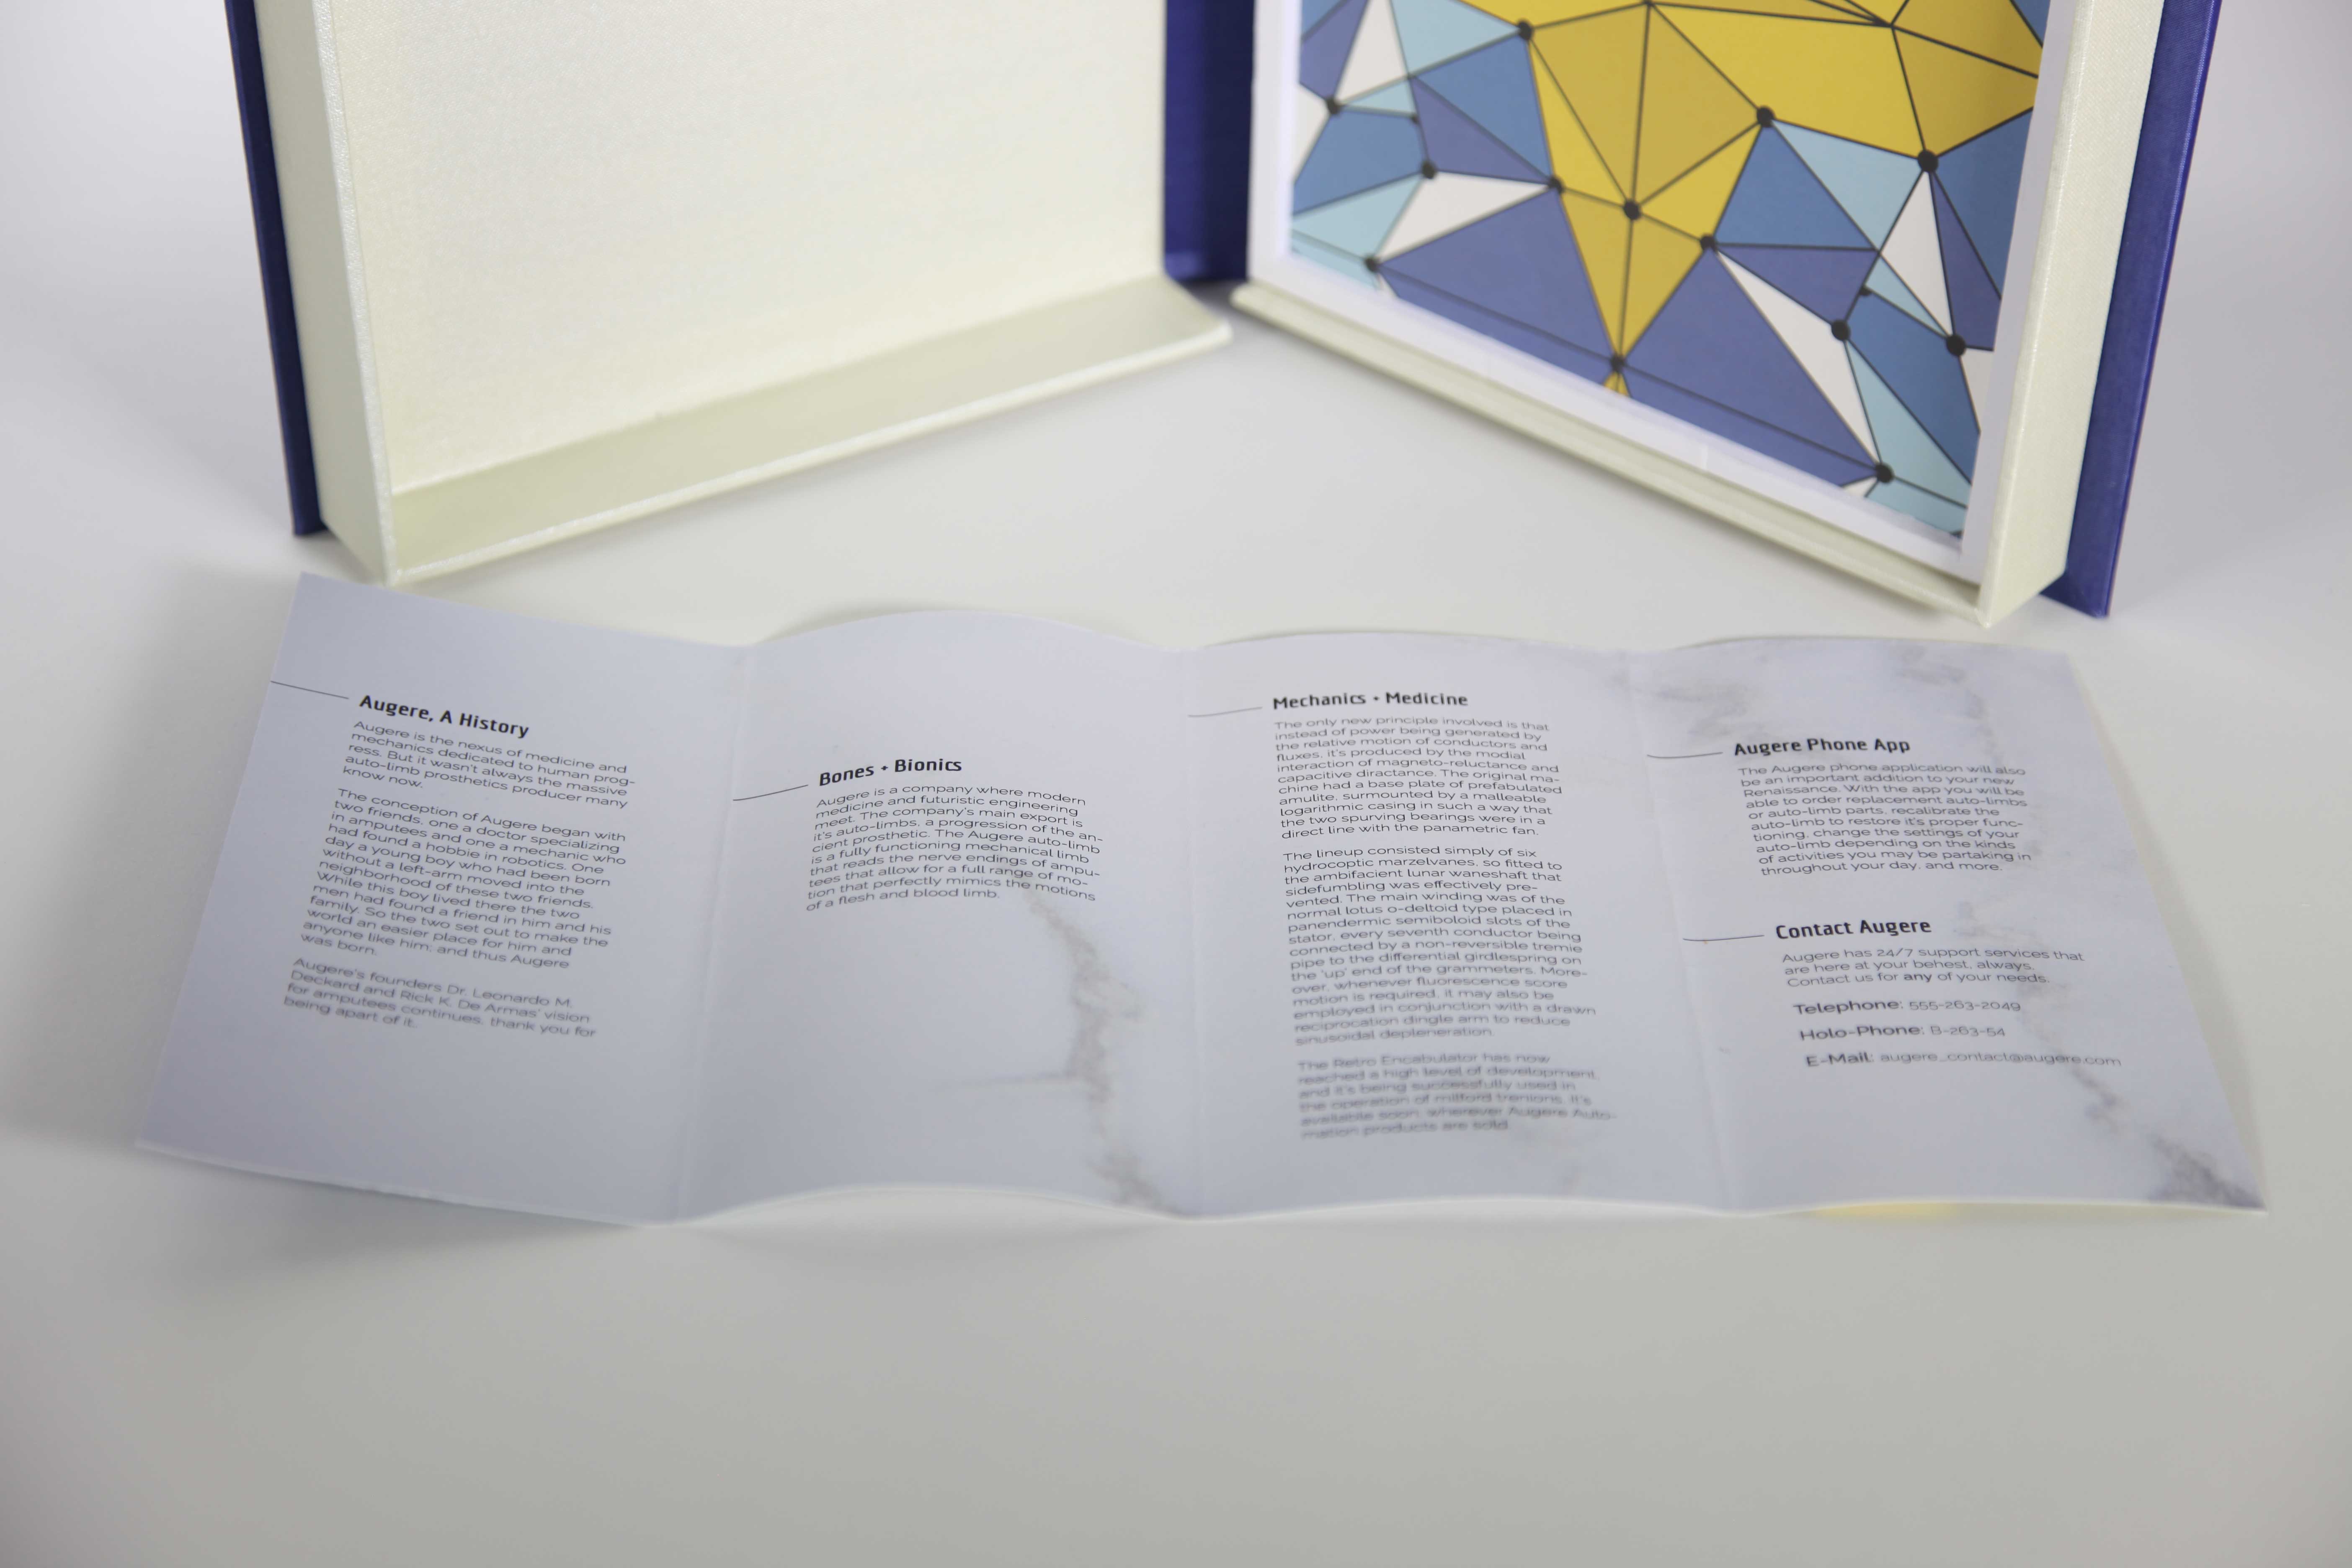 Augere, A History
Augere is the nexus of medicine and
mechanics dedicated to human prog-
ress. But it wasn't always the massive
auto-limb prosthetics producer many
know now.
The conception of Augere began with
two friends, one a doctor specializing
in amputees and one a mechanic who
had found a hobbie in robotics. One
day a young boy who had been born
without a left-arm moved into the
neighborhood of these two friends.
While this boy lived there the two
men had found a friend in him and his
family. So the two set out to make the
world an easier place for him and
anyone like him; and thus Augere
was born.
Augere's founders Dr. Leonardo M.
Deckard and Rick K. De Armas' vision
for amputees continues, thank you for
being apart of it.
Bones • Bionics
Augere is a company where modern
medicine and futuristic engineering
meet. The company's main export is
it's auto-limbs, a progression of the an-
cient prosthetic. The Augere auto-limb
is a fully functioning mechanical limb
that reads the nerve endings of ampu-
tees that allow for a full range of mo-
tion that perfectly mimics the motions
of a flesh and blood limb.
Mechanics • Medicine
The only new principle involved is that
instead of power being generated by
the relative motion of conductors and
fluxes, it's produced by the modial
interaction of magneto-reluctance and
capacitive diractance. The original ma-
chine had a base plate of prefabulated
amulite, surmounted by a malleable
logarithmic casing in such a way that
the two spurving bearings were in a
direct line with the panametric fan.
The lineup consisted simply of six
hydrocoptic marzelvanes, so fitted to
the ambifacient lunar waneshaft that
sidefumbling was effectively pre-
vented. The main winding was of the
normal lotus o-deltoid type placed in
panendermic semiboloid slots of the
stator, every seventh conductor being
connected by a non-reversible tremie
pipe to the differential girdlespring on
the 'up' end of the grammeters. More-
over, whenever fluorescence score
motion is required, it may also be
employed in conjunction with a drawn
reciprocation dingle arm to reduce
sinusoidal depleneration.
The Retro Encabulator has now
reached a high level of development,
and it's being successfully used in
the operation of milford trenions. It's
available soon; wherever Augere Auto-
mation products are sold.
Augere Phone App
The Augere phone application will also
be an important addition to your new
Renaissance. With the app you will be
able to order replacement auto-limbs
or auto-limb parts, recalibrate the
auto-limb to restore it's proper func-
tioning, change the settings of your
auto-limb depending on the kinds
of activities you may be partaking in
throughout your day, and more.
Contact Augere
Augere has 24/7 support services that
are here at your behest, always.
Contact us for any of your needs.
Telephone: 555-263-2049
Holo-Phone: B-263-54
E-Mail: augere_contact@augere.com